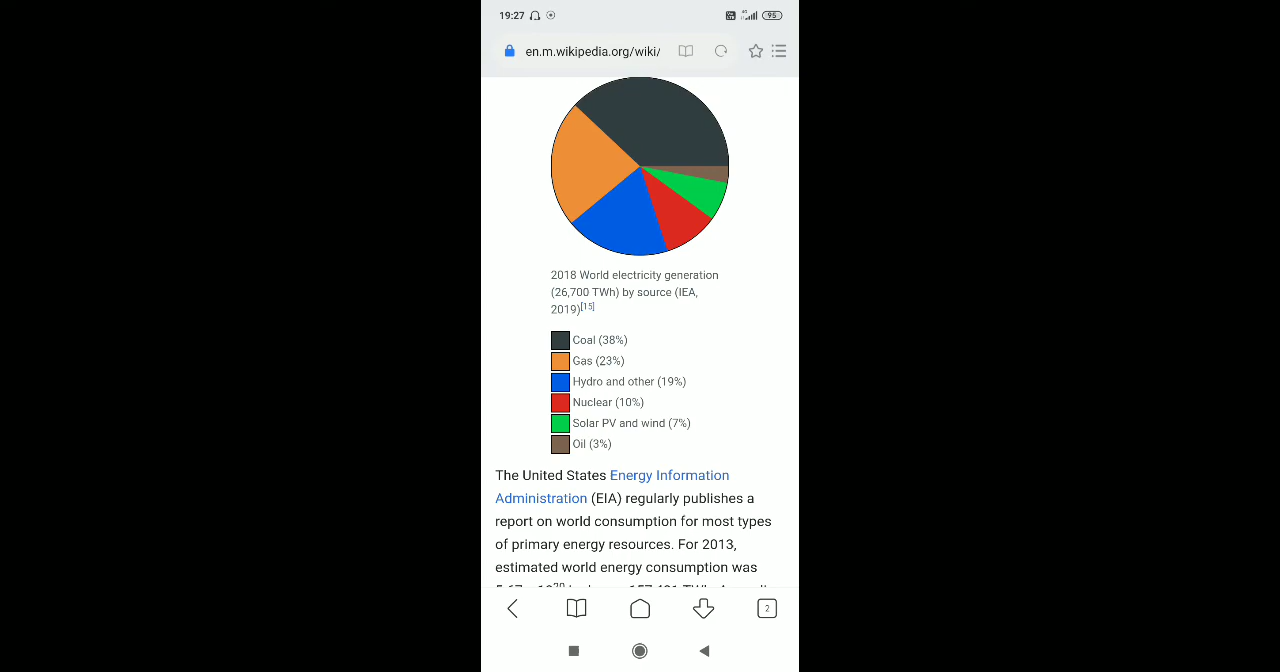 19:27
4G
95
en.m.wikipedia.org/wiki/
2018 World electricity generation
(26,700 TWh) by source (IEA,
2019)[15]
Coal (38%)
Gas (23%)
Hydro and other (19%)
Nuclear (10%)
Solar PV and wind (7%)
Oil (3%)
The United States Energy Information
Administration (EIA) regularly publishes a
report on world consumption for most types
of primary energy resources. For 2013,
estimated world energy consumption was
2